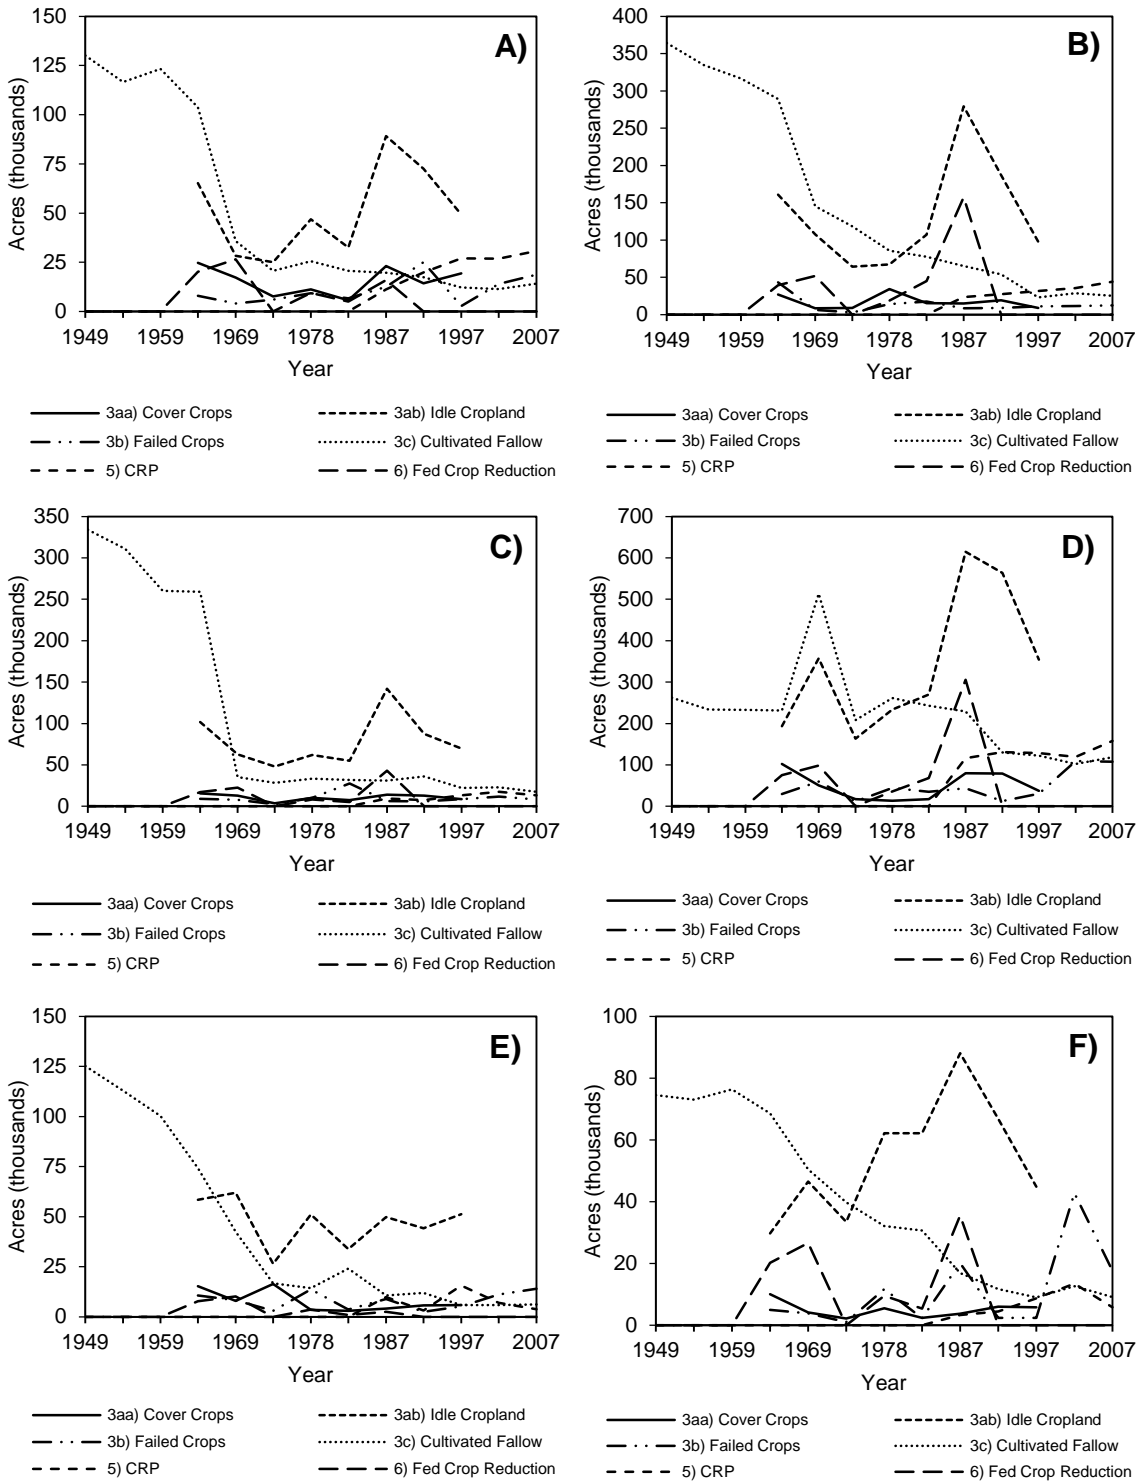 A)
Acres (thousands)
150
125
100
75
50
25
0
1949 1959 1969 1978 1987 1997 2007
Year
3aa) Cover Crops 3ab) Idle Cropland
3b) Failed Crops 3c) Cultivated Fallow
5) CRP 6) Fed Crop Reduction
B)
Acres (thousands)
400
350
300
250
200
150
100
50
0
1949 1959 1969 1978 1987 1997 2007
Year
3aa) Cover Crops 3ab) Idle Cropland
3b) Failed Crops 3c) Cultivated Fallow
5) CRP 6) Fed Crop Reduction
C)
Acres (thousands)
350
300
250
200
150
100
50
0
1949 1959 1969 1978 1987 1997 2007
Year
3aa) Cover Crops 3ab) Idle Cropland
3b) Failed Crops 3c) Cultivated Fallow
5) CRP 6) Fed Crop Reduction
D)
Acres (thousands)
700
600
500
400
300
200
100
0
1949 1959 1969 1978 1987 1997 2007
Year
3aa) Cover Crops 3ab) Idle Cropland
3b) Failed Crops 3c) Cultivated Fallow
5) CRP 6) Fed Crop Reduction
E)
Acres (thousands)
150
125
100
75
50
25
0
1949 1959 1969 1978 1987 1997 2007
Year
3aa) Cover Crops 3ab) Idle Cropland
3b) Failed Crops 3c) Cultivated Fallow
5) CRP 6) Fed Crop Reduction
F)
Acres (thousands)
100
80
60
40
20
0
1949 1959 1969 1978 1987 1997 2007
Year
3aa) Cover Crops 3ab) Idle Cropland
3b) Failed Crops 3c) Cultivated Fallow
5) CRP 6) Fed Crop Reduction